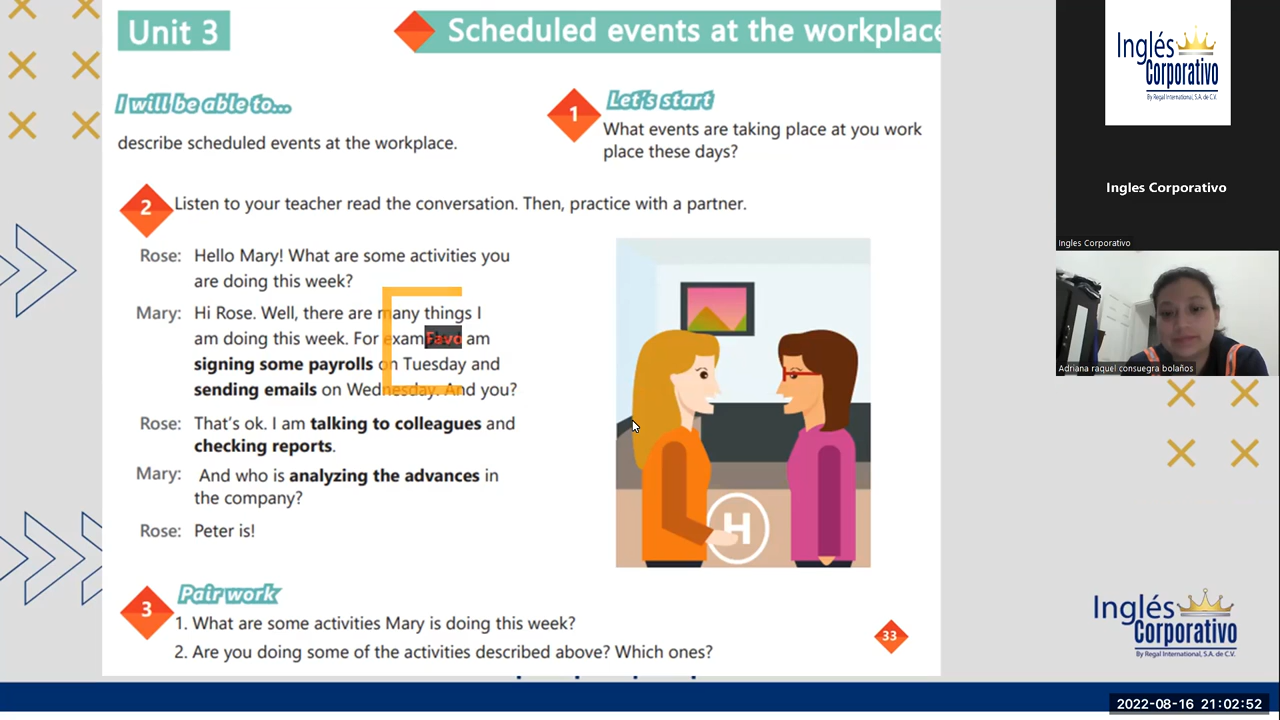 Unit 3
Scheduled events at the workplace
I will be able to...
describe scheduled events at the workplace.
1
Let's start
What events are taking place at you work
place these days?
2
Listen to your teacher read the conversation. Then, practice with a partner.
Rose: Hello Mary! What are some activities you
are doing this week?
Mary: Hi Rose. Well, there are many things I
am doing this week. For exam am
Favo
signing some payrolls on Tuesday and
sending emails on Wednesday. And you?
Rose: That's ok. I am talking to colleagues and
checking reports.
Mary: And who is analyzing the advances in
the company?
Rose: Peter is!
H
3
Pair work
1. What are some activities Mary is doing this week?
2. Are you doing some of the activities described above? Which ones?
33
Inglés
Corporativo
By Regal International, S.A. de C.V.
Ingles Corporativo
Ingles Corporativo
Adriana raquel consuegra bolaños
Inglés
Corporativo
By Regal International, S.A. de C.V.
2022-08-16 21:02:52